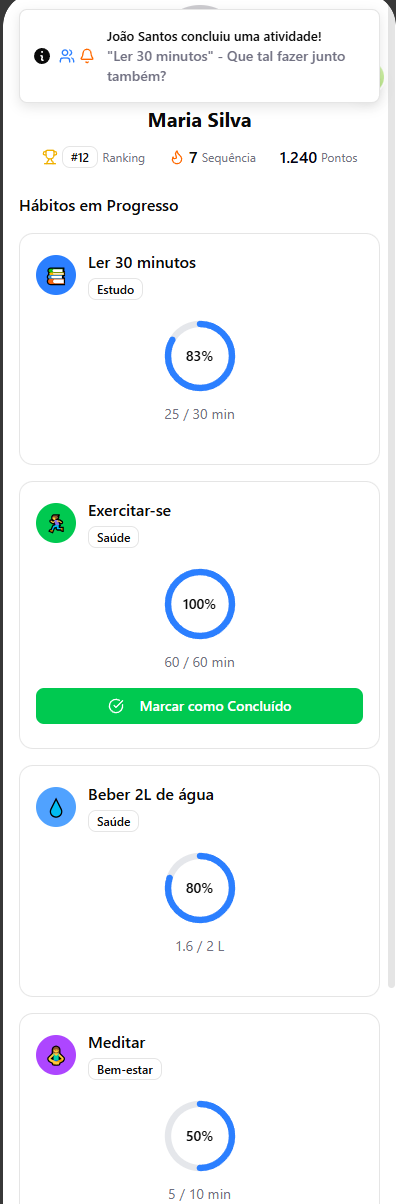 João Santos concluiu uma atividade!
"Ler 30 minutos" - Que tal fazer junto
também?
Maria Silva
#12 Ranking 7 Sequência 1.240 Pontos
Hábitos em Progresso
Ler 30 minutos
Estudo
83%
25 / 30 min
Exercitar-se
Saúde
100%
60 / 60 min
Marcar como Concluído
Beber 2L de água
Saúde
80%
1.6 / 2 L
Meditar
Bem-estar
50%
5 / 10 min